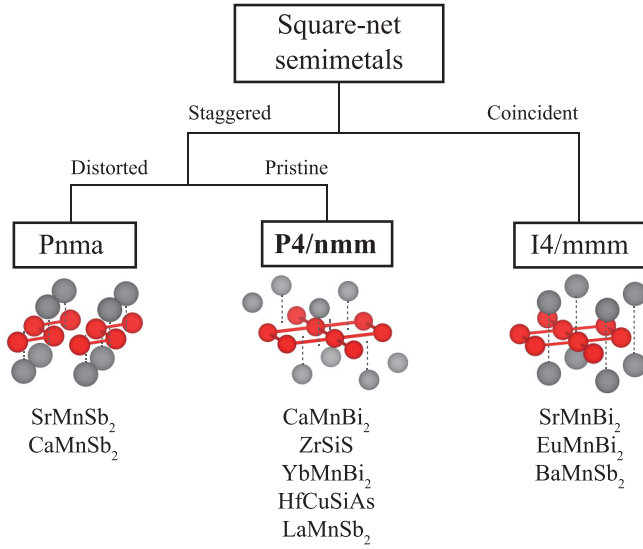 Square-net
semimetals
Staggered
Coincident
Distorted
Pristine
Pnma
P4/nmm
I4/mmm
SrMnSb₂
CaMnSb₂
CaMnBi₂
ZrSiS
YbMnBi₂
HfCuSiAs
LaMnSb₂
SrMnBi₂
EuMnBi₂
BaMnSb₂